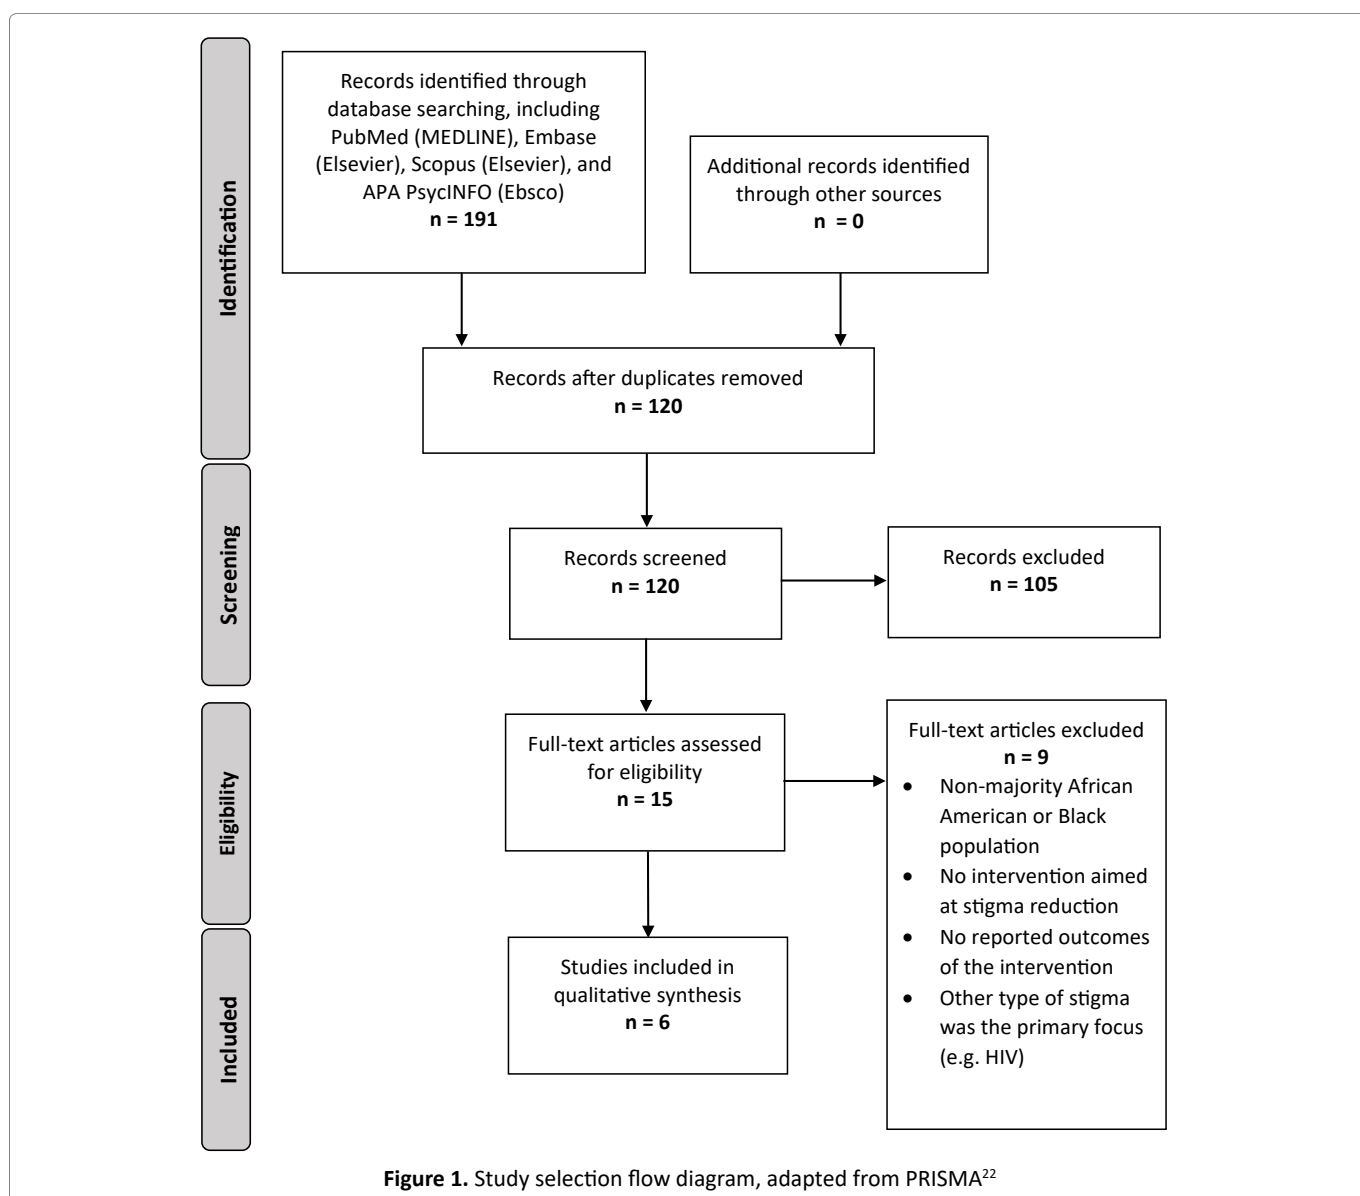 Identification
Records identified through
database searching, including
PubMed (MEDLINE), Embase
(Elsevier), Scopus (Elsevier), and
APA PsycINFO (Ebsco)
n = 191
Additional records identified
through other sources
n  = 0
Records after duplicates removed
n = 120
Screening
Records screened
n = 120
Records excluded
n = 105
Eligibility
Full-text articles assessed
for eligibility
n = 15
Full-text articles excluded
n = 9
• Non-majority African
American or Black
population
• No intervention aimed
at stigma reduction
• No reported outcomes
of the intervention
• Other type of stigma
was the primary focus
(e.g. HIV)
Included
Studies included in
qualitative synthesis
n = 6
Figure 1. Study selection flow diagram, adapted from PRISMA²²